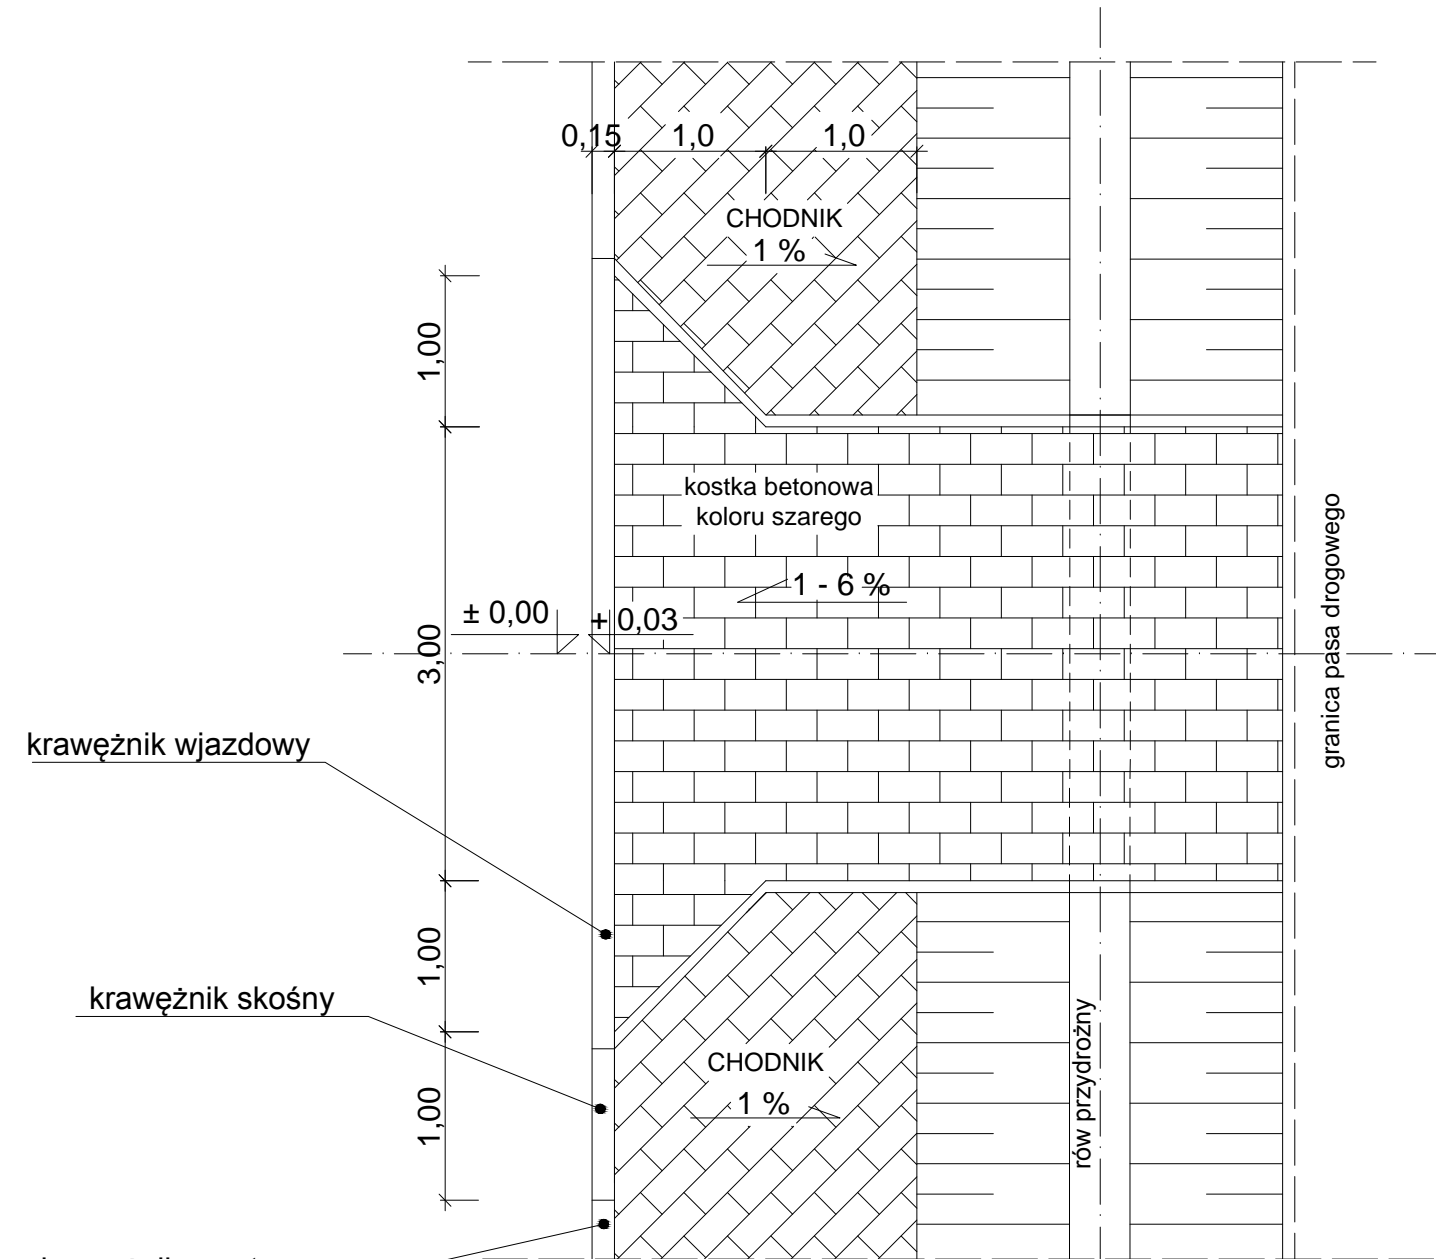 0,15
1,0
1,0
CHODNIK
1 %
1,00
kostka betonowa
koloru szarego
1 - 6 %
± 0,00
+ 0,03
3,00
granica pasa drogowego
krawężnik wjazdowy
1,00
krawężnik skośny
CHODNIK
1 %
1,00
rów przydrożny